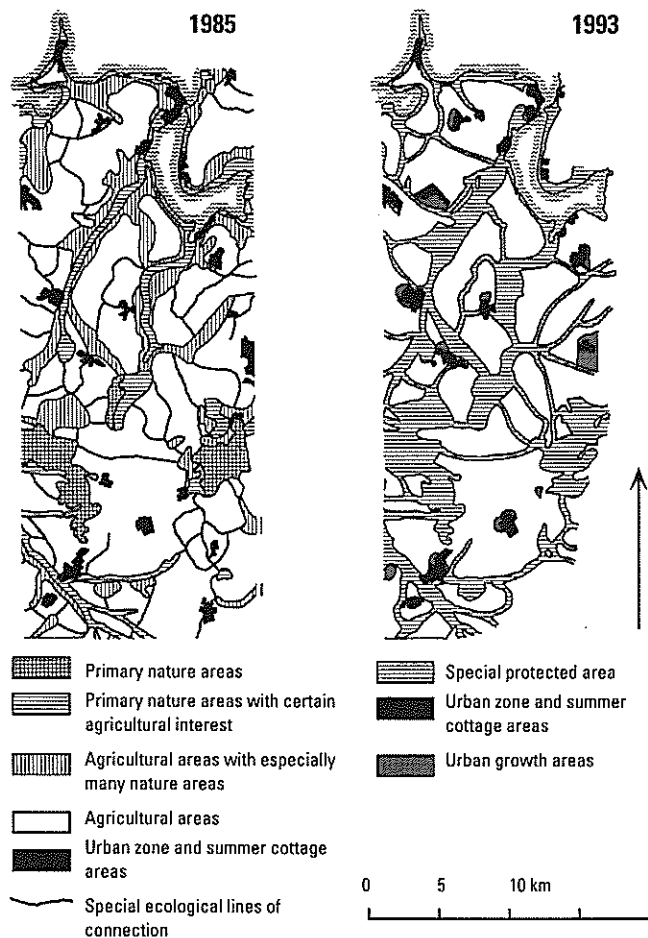 1985
1993
Primary nature areas
Primary nature areas with certain
agricultural interest
Agricultural areas with especially
many nature areas
Agricultural areas
Urban zone and summer cottage
areas
Special ecological lines of
connection
Special protected area
Urban zone and summer
cottage areas
Urban growth areas
0 5 10 km